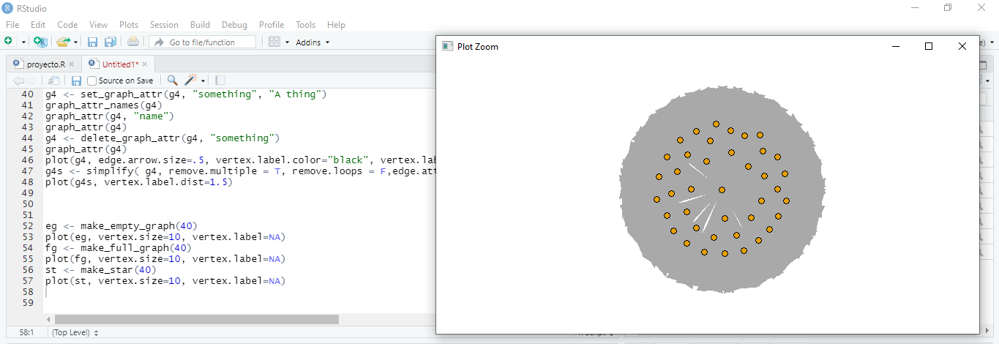 RStudio
File Edit Code View Plots Session Build Debug Profile Tools Help
Go to file/function Addins
Plot Zoom
proyecto.R Untitled1*
Source on Save
40 g4 <- set_graph_attr(g4, "something", "A thing")
41 graph_attr_names(g4)
42 graph_attr(g4, "name")
43 graph_attr(g4)
44 g4 <- delete_graph_attr(g4, "something")
45 graph_attr(g4)
46 plot(g4, edge.arrow.size=.5, vertex.label.color="black", vertex.lab
47 g4s <- simplify( g4, remove.multiple = T, remove.loops = F,edge.att
48 plot(g4s, vertex.label.dist=1.5)
49
50
51
52 eg <- make_empty_graph(40)
53 plot(eg, vertex.size=10, vertex.label=NA)
54 fg <- make_full_graph(40)
55 plot(fg, vertex.size=10, vertex.label=NA)
56 st <- make_star(40)
57 plot(st, vertex.size=10, vertex.label=NA)
58
59
58:1 (Top Level)